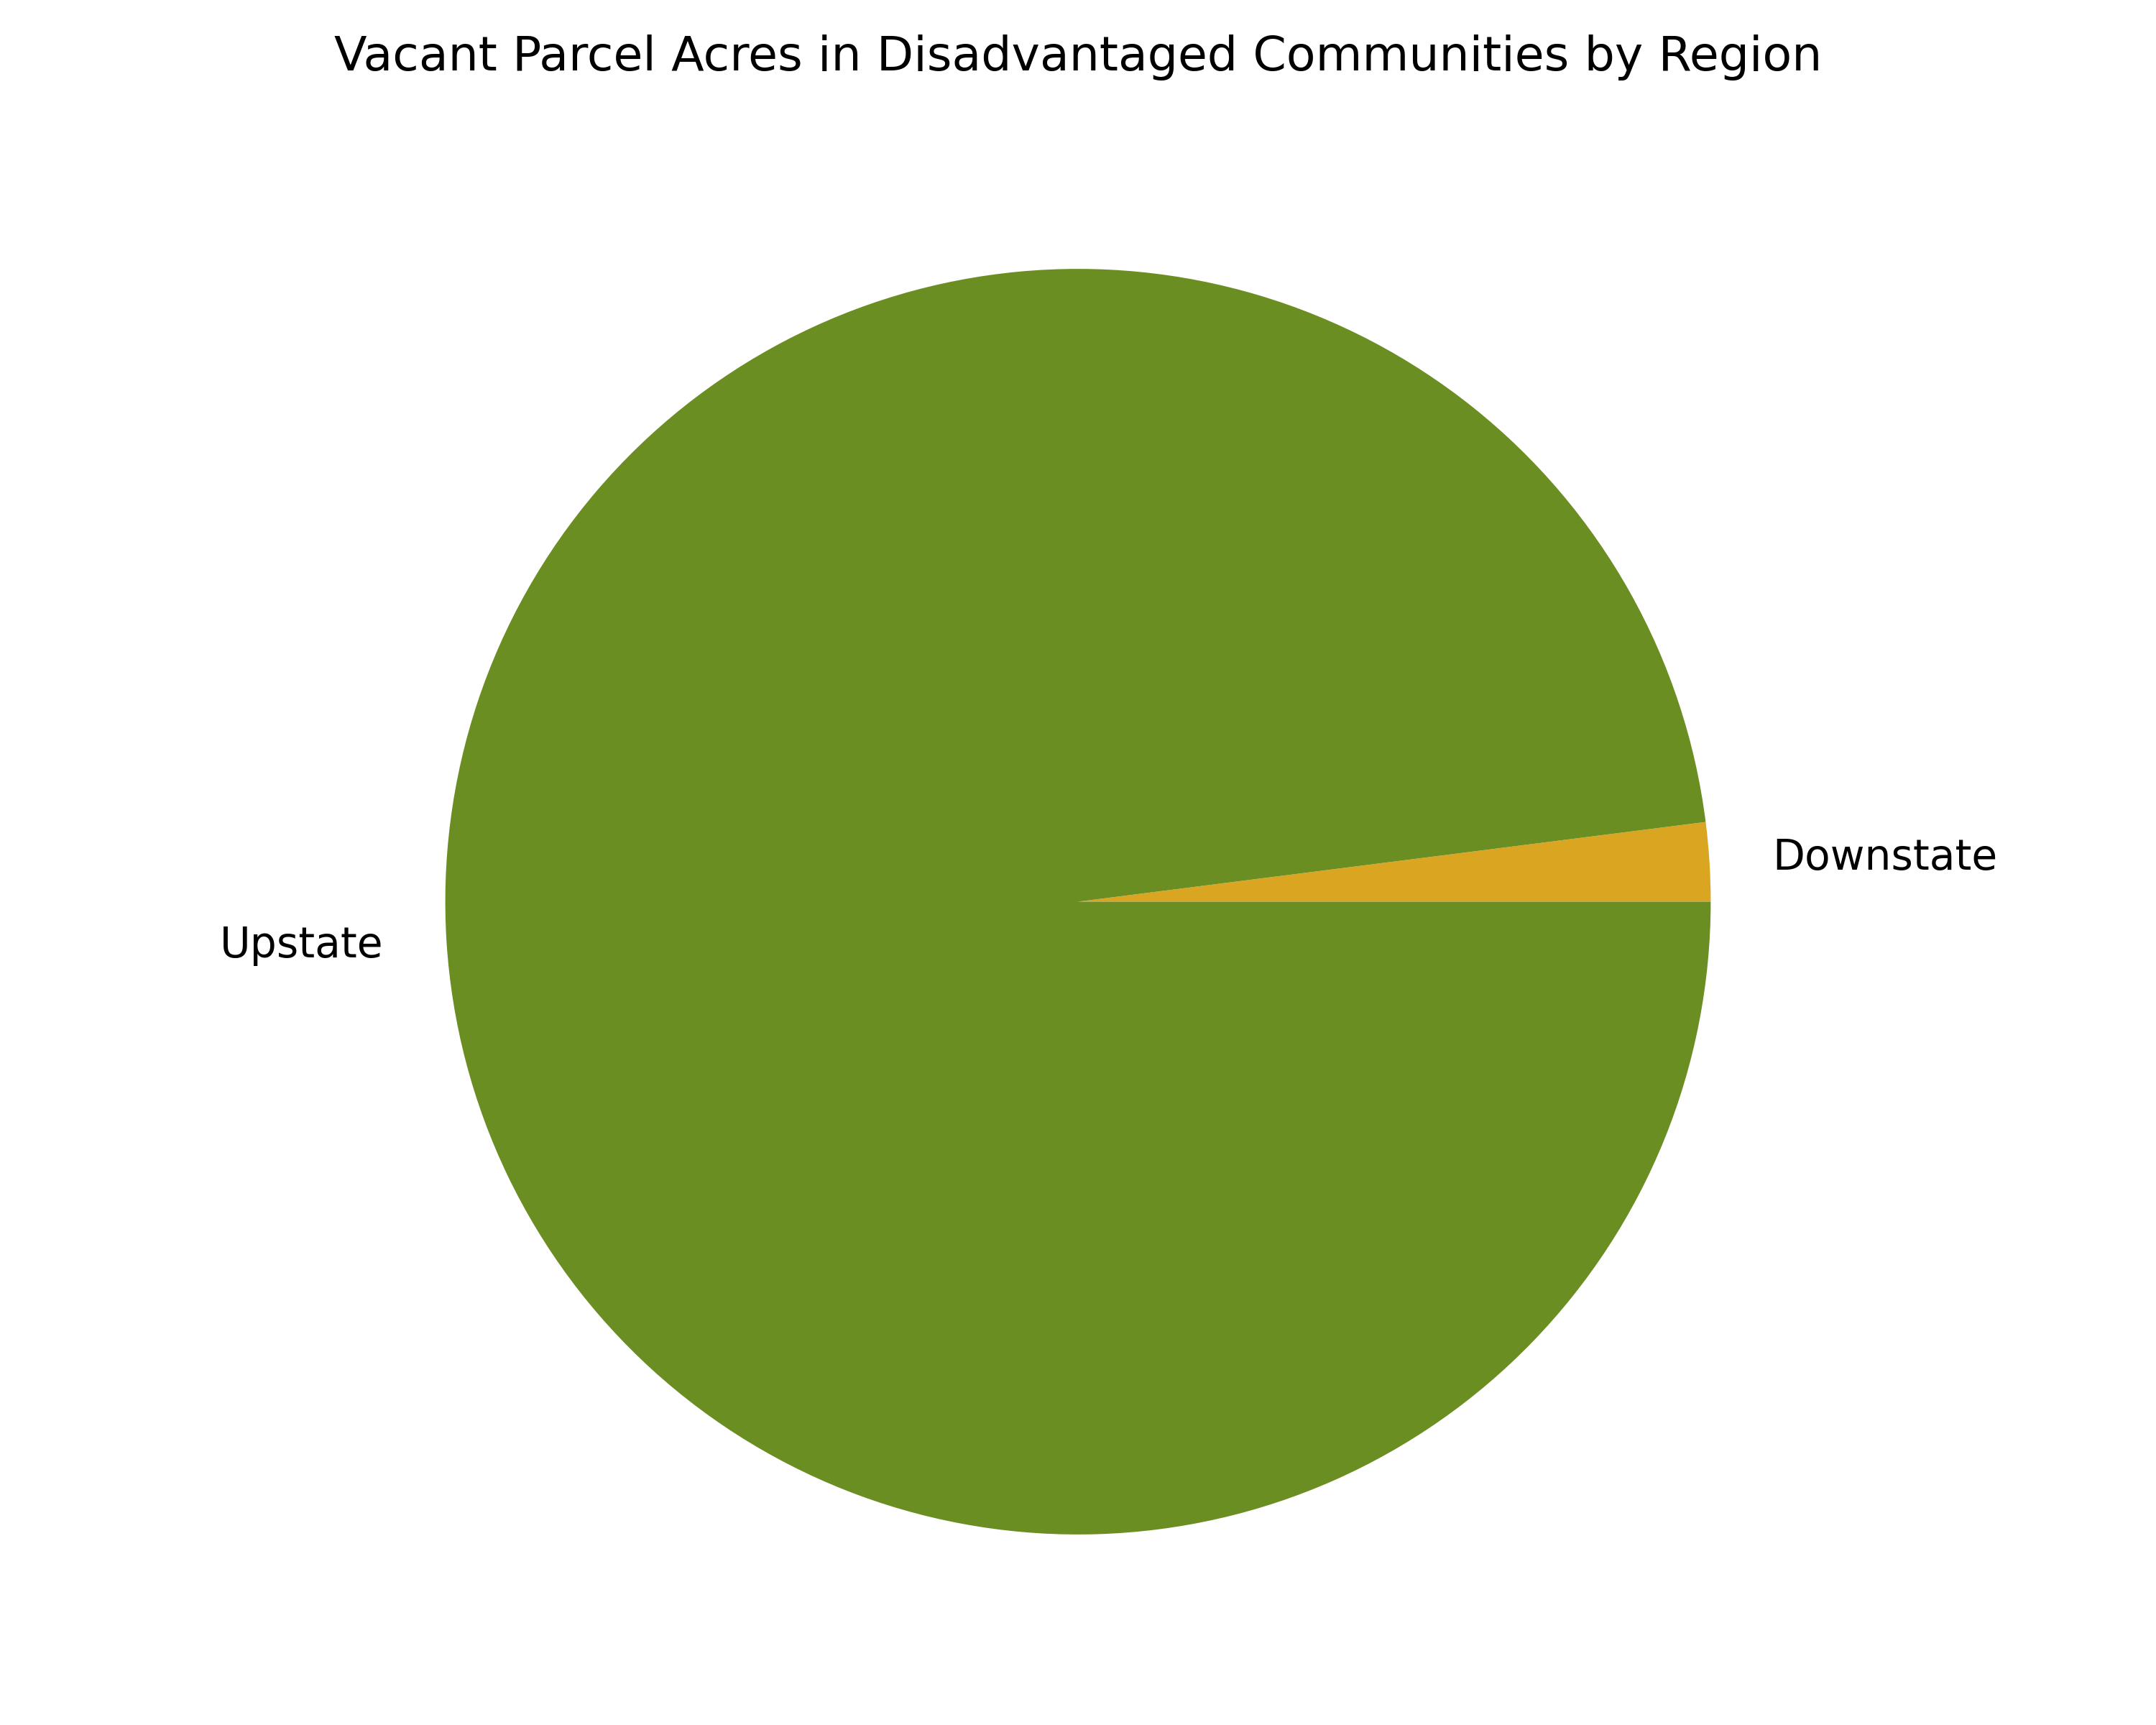 Vacant Parcel Acres in Disadvantaged Communities by Region
Downstate
Upstate